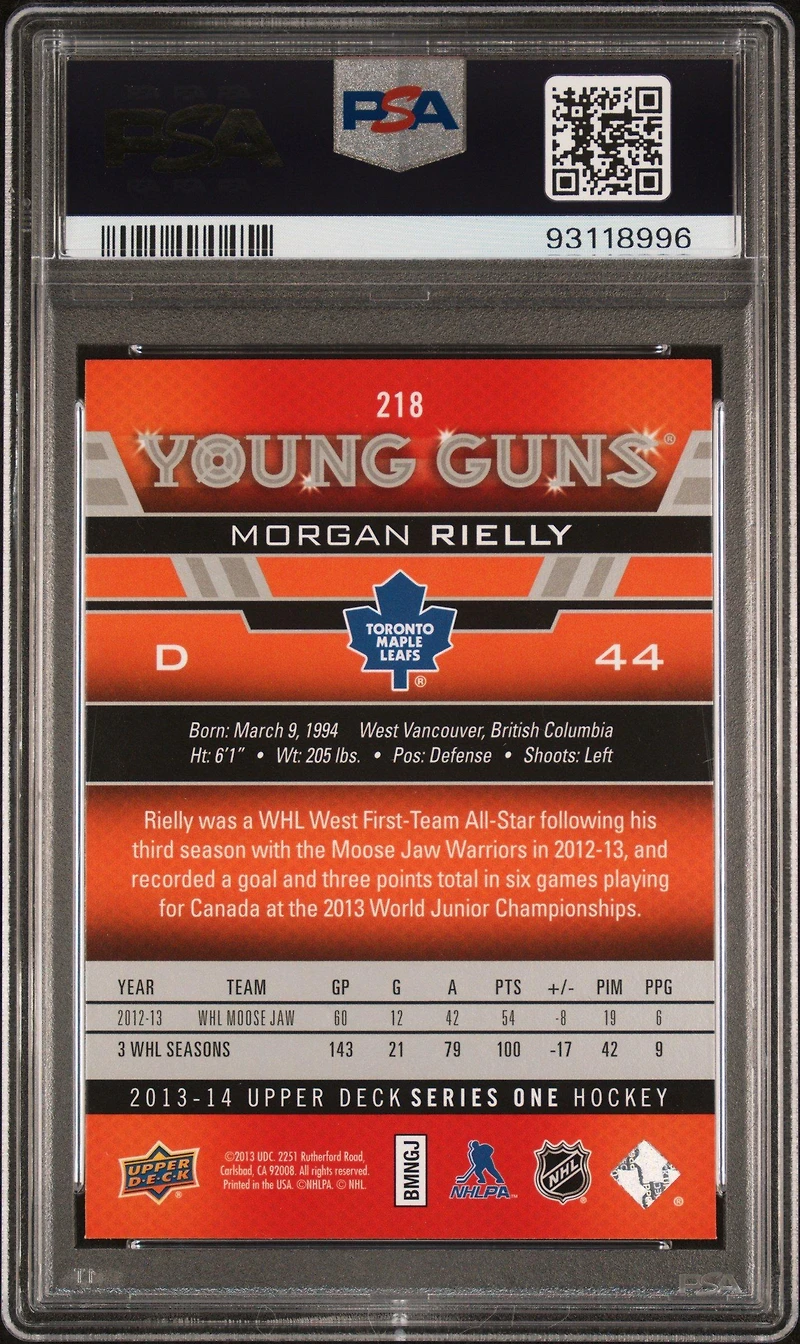 PSA
PSA
93118996
218
YOUNG GUNS®
MORGAN RIELLY
TORONTO
MAPLE
LEAFS
®
D 44
Born: March 9, 1994 West Vancouver, British Columbia
Ht: 6'1" • Wt: 205 lbs. • Pos: Defense • Shoots: Left
Rielly was a WHL West First-Team All-Star following his
third season with the Moose Jaw Warriors in 2012-13, and
recorded a goal and three points total in six games playing
for Canada at the 2013 World Junior Championships.
YEAR TEAM GP G A PTS +/- PIM PPG
2012-13 WHL MOOSE JAW 60 12 42 54 -8 19 6
3 WHL SEASONS 143 21 79 100 -17 42 9
2013-14 UPPER DECK SERIES ONE HOCKEY
UPPER
D·E·C·K
®
©2013 UDC. 2251 Rutherford Road,
Carlsbad, CA 92008. All rights reserved.
Printed in the USA. ©NHLPA. © NHL.
BMNGJ
NHLPA™
NHL
®
®
PSA